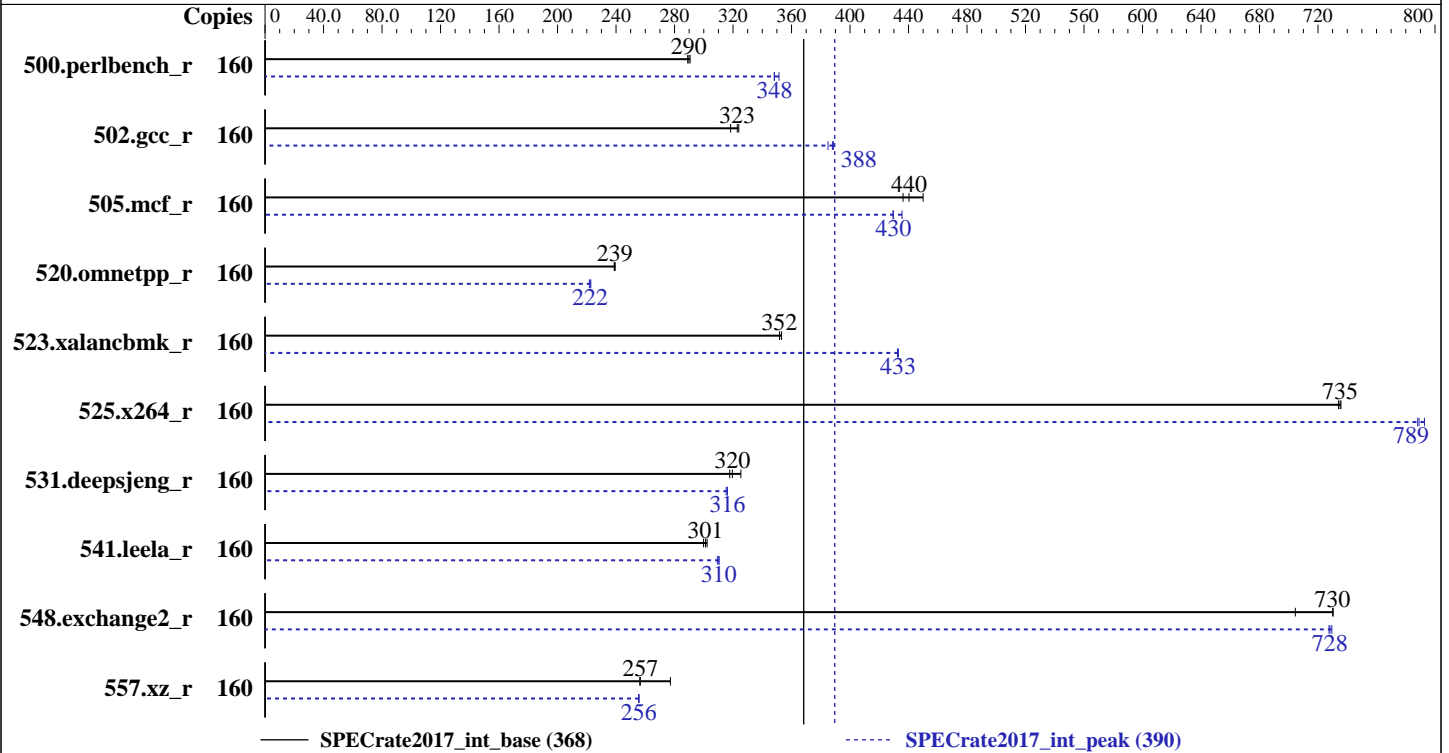 Copies 0 40.0 80.0 120 160 200 240 280 320 360 400 440 480 520 560 600 640 680 720 800
290
500.perlbench_r 160
348
323
502.gcc_r 160
388
440
505.mcf_r 160
430
239
520.omnetpp_r 160
222
352
523.xalancbmk_r 160
433
735
525.x264_r 160
789
320
531.deepsjeng_r 160
316
301
541.leela_r 160
310
730
548.exchange2_r 160
728
257
557.xz_r 160
256
SPECrate2017_int_base (368) SPECrate2017_int_peak (390)